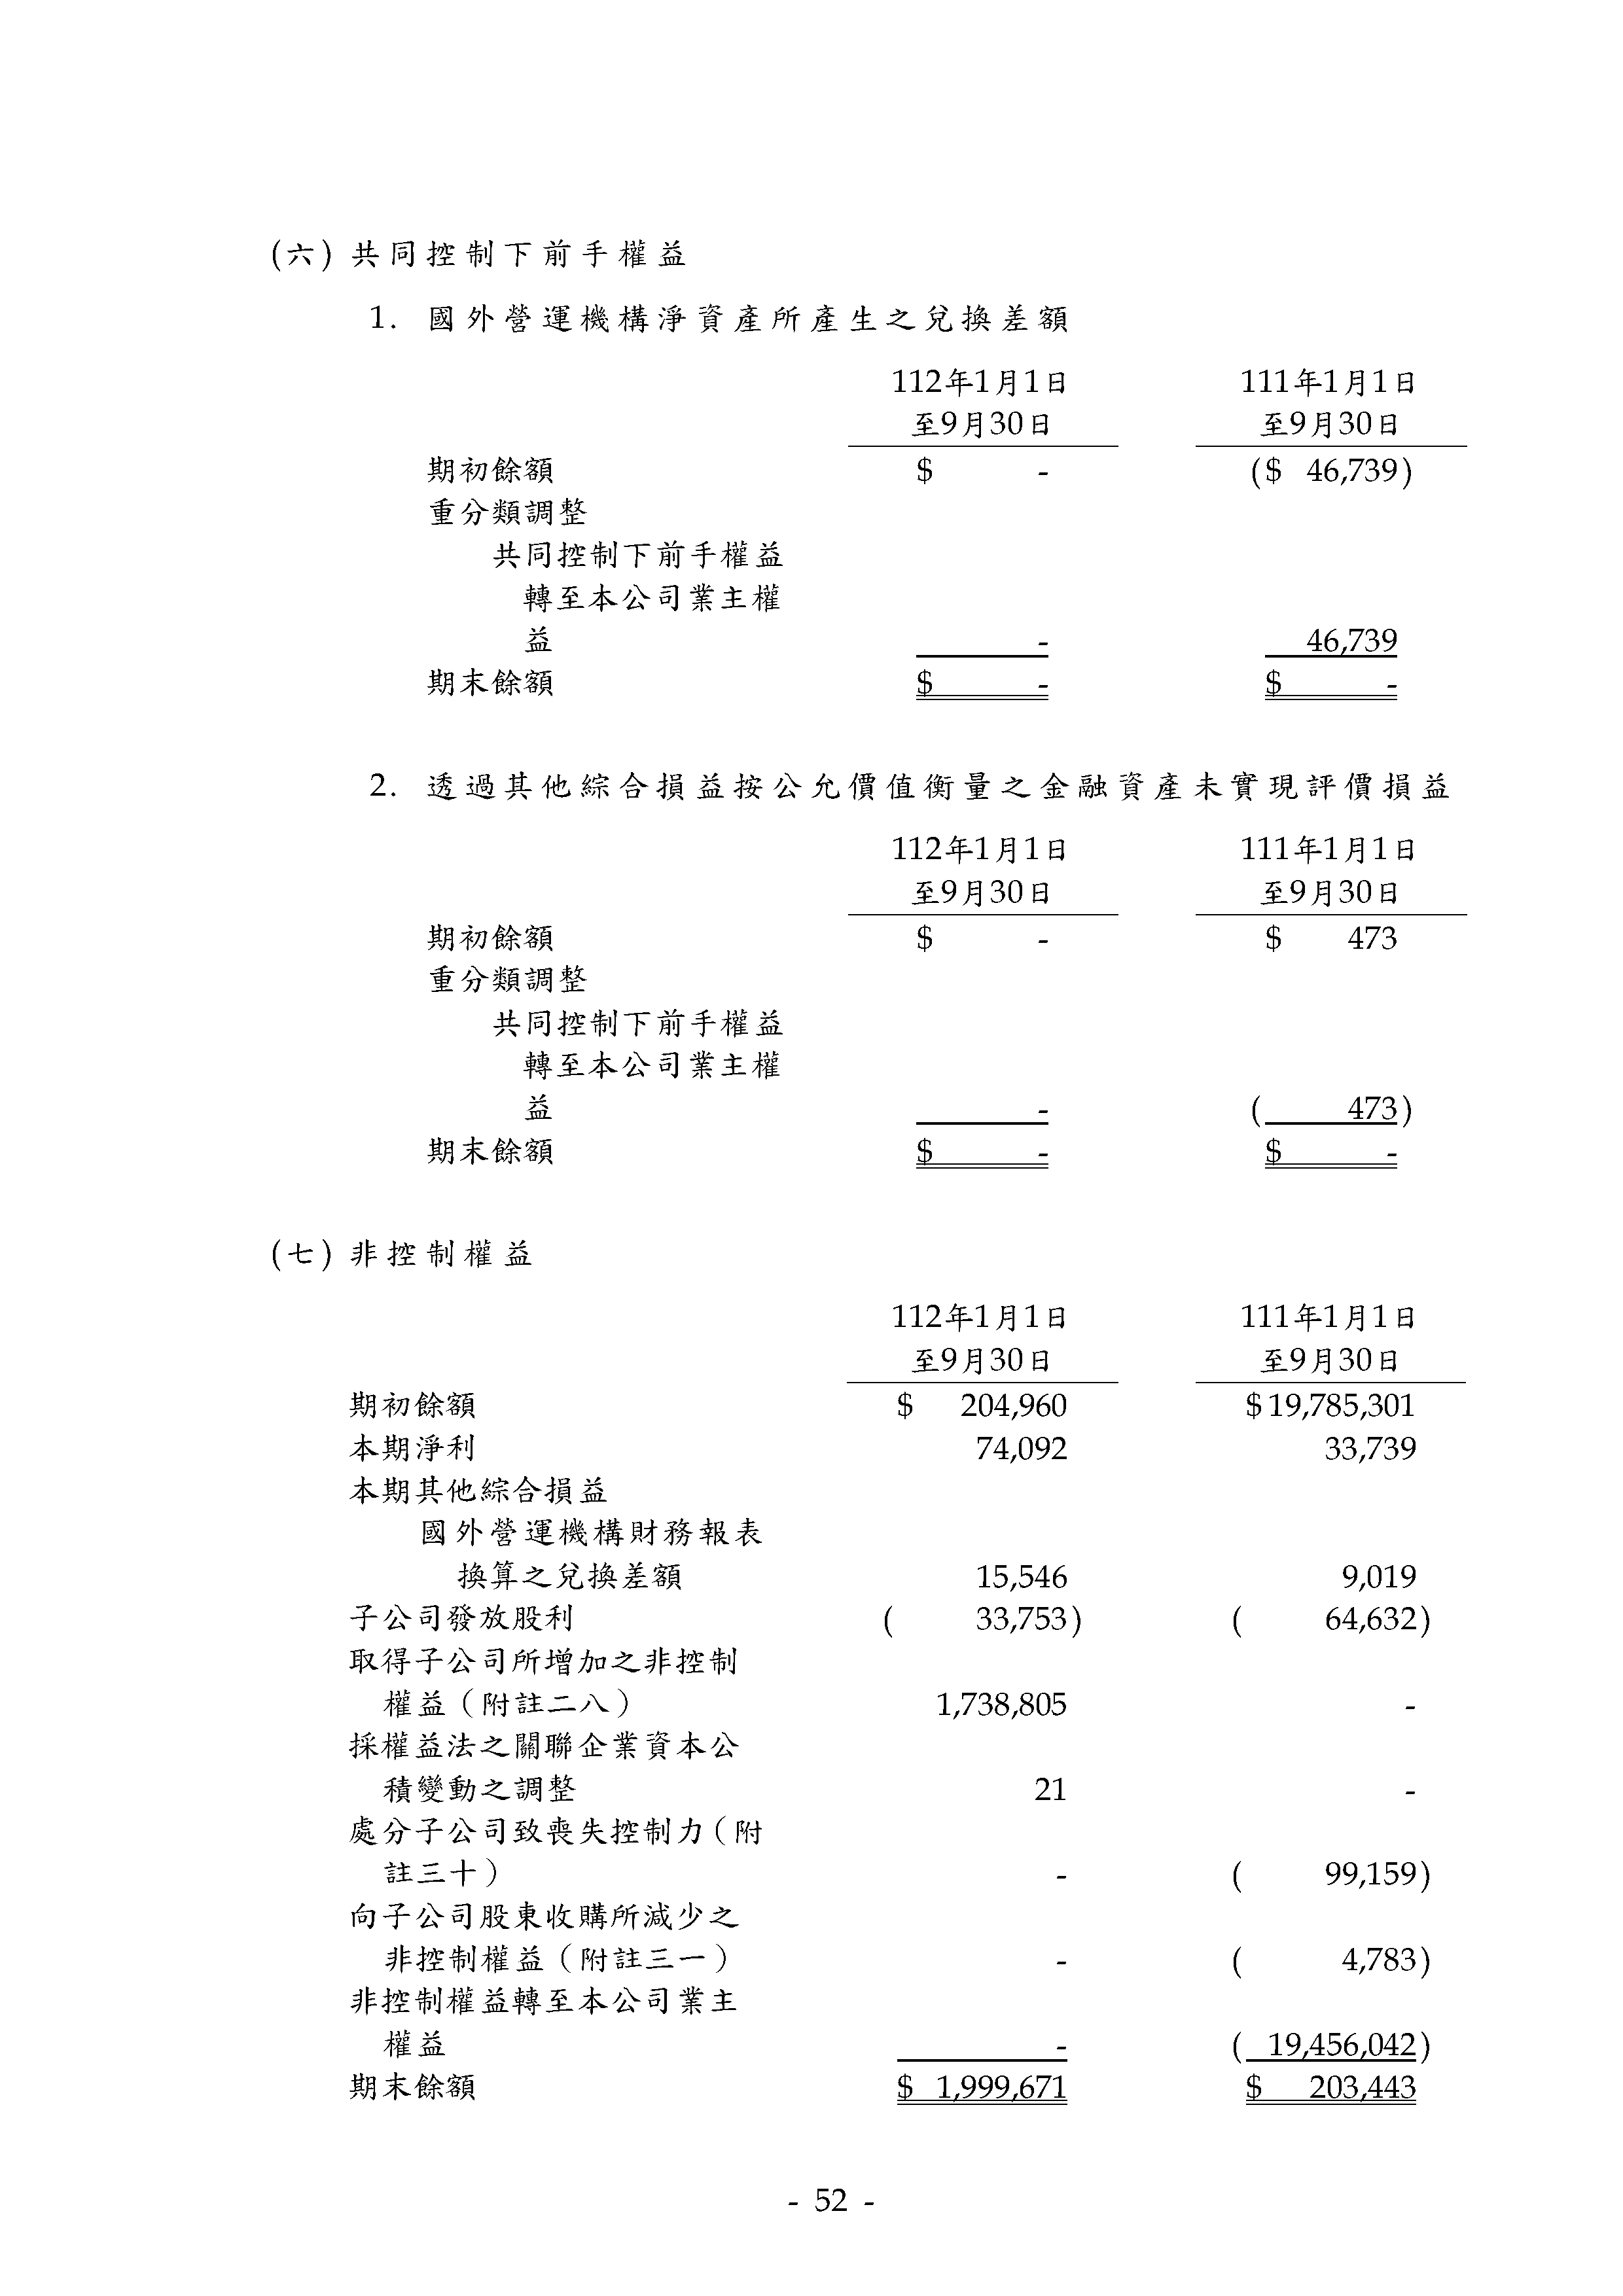 (六) 共同控制下前手權益
1. 國外營運機構淨資產所產生之兌換差額
112年1月1日 111年1月1日
至9月30日 至9月30日
期初餘額 $ - ($ 46,739)
重分類調整
共同控制下前手權益
轉至本公司業主權
益 - 46,739
期末餘額 $ - $ -
2. 透過其他綜合損益按公允價值衡量之金融資產未實現評價損益
112年1月1日 111年1月1日
至9月30日 至9月30日
期初餘額 $ - $ 473
重分類調整
共同控制下前手權益
轉至本公司業主權
益 - ( 473)
期末餘額 $ - $ -
(七) 非控制權益
112年1月1日 111年1月1日
至9月30日 至9月30日
期初餘額 $ 204,960 $ 19,785,301
本期淨利 74,092 33,739
本期其他綜合損益
國外營運機構財務報表
換算之兌換差額 15,546 9,019
子公司發放股利 ( 33,753) ( 64,632)
取得子公司所增加之非控制
權益（附註二八） 1,738,805 -
採權益法之關聯企業資本公
積變動之調整 21 -
處分子公司致喪失控制力（附
註三十） - ( 99,159)
向子公司股東收購所減少之
非控制權益（附註三一） - ( 4,783)
非控制權益轉至本公司業主
權益 - ( 19,456,042)
期末餘額 $ 1,999,671 $ 203,443
- 52 -